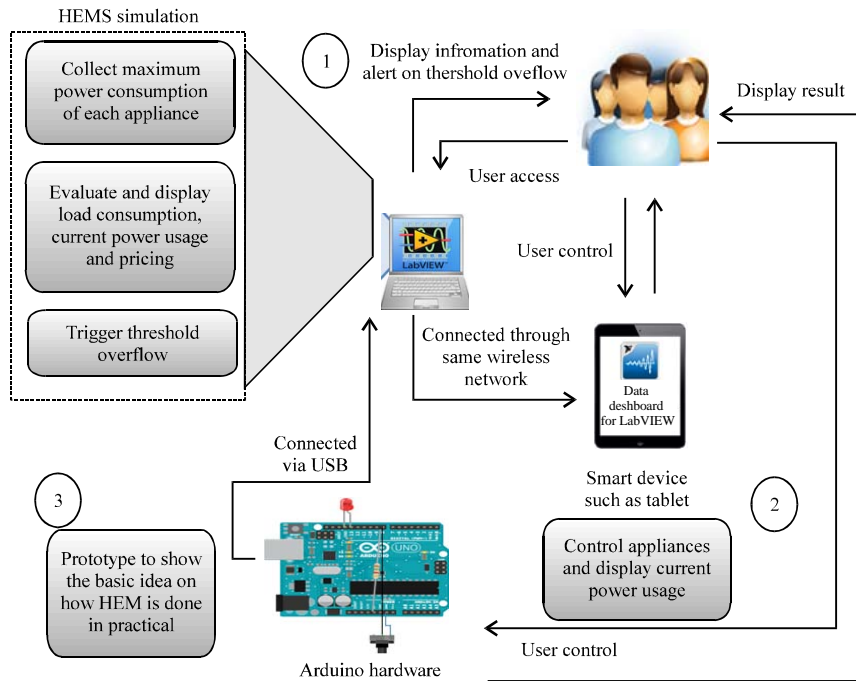 HEMS simulation
Collect maximum
power consumption
of each appliance
Evaluate and display
load consumption,
current power usage
and pricing
Trigger threshold
overflow
1
Display infromation and
alert on thershold oveflow
User access
Display result
LabVIEW
User control
Connected through
same wireless
network
Data
deshboard
for LabVIEW
Smart device
such as tablet
2
Control appliances
and display current
power usage
Connected
via USB
3
Prototype to show
the basic idea on
how HEM is done
in practical
UNO
ARDUINO
User control
Arduino hardware